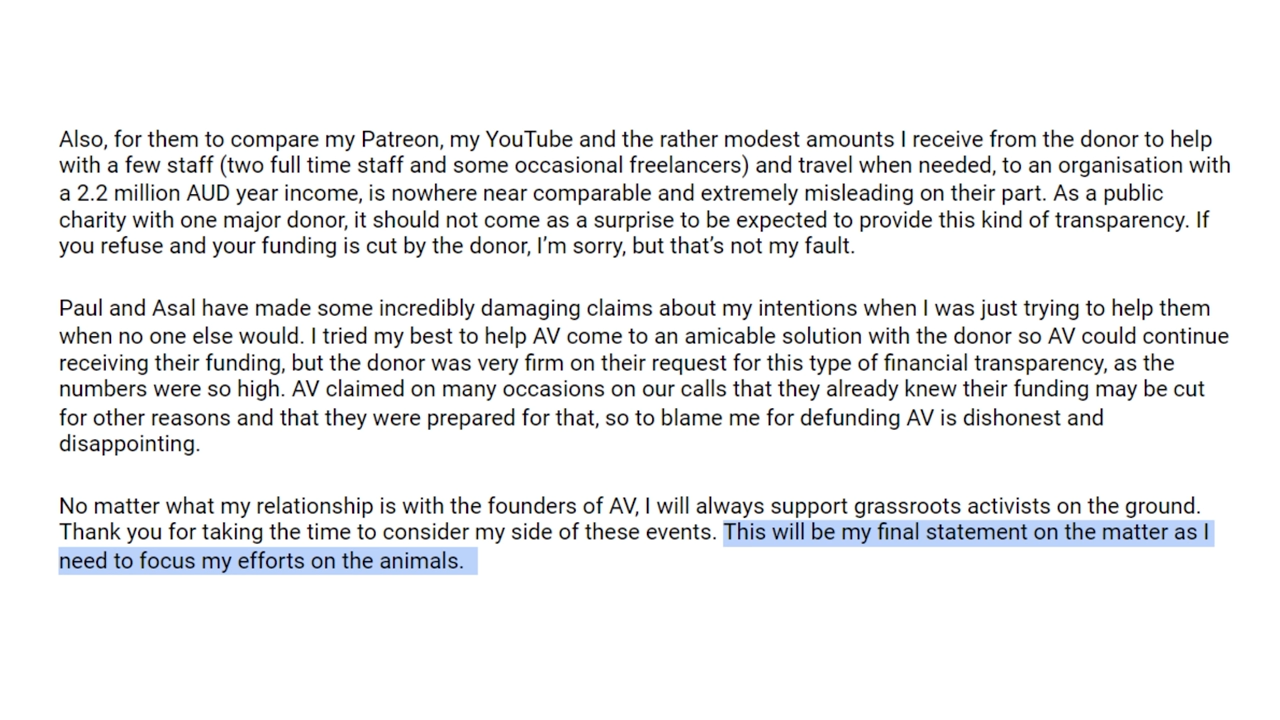 Also, for them to compare my Patreon, my YouTube and the rather modest amounts I receive from the donor to help
with a few staff (two full time staff and some occasional freelancers) and travel when needed, to an organisation with
a 2.2 million AUD year income, is nowhere near comparable and extremely misleading on their part. As a public
charity with one major donor, it should not come as a surprise to be expected to provide this kind of transparency. If
you refuse and your funding is cut by the donor, I’m sorry, but that’s not my fault.
Paul and Asal have made some incredibly damaging claims about my intentions when I was just trying to help them
when no one else would. I tried my best to help AV come to an amicable solution with the donor so AV could continue
receiving their funding, but the donor was very firm on their request for this type of financial transparency, as the
numbers were so high. AV claimed on many occasions on our calls that they already knew their funding may be cut
for other reasons and that they were prepared for that, so to blame me for defunding AV is dishonest and
disappointing.
No matter what my relationship is with the founders of AV, I will always support grassroots activists on the ground.
Thank you for taking the time to consider my side of these events. This will be my final statement on the matter as I
need to focus my efforts on the animals.